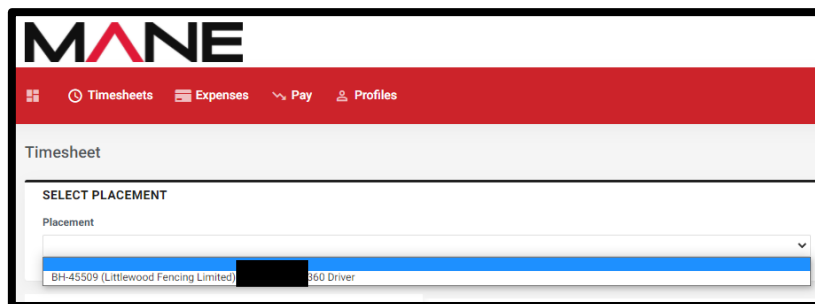 MANE
Timesheets Expenses Pay Profiles
Timesheet
SELECT PLACEMENT
Placement
BH-45509 (Littlewood Fencing Limited) 360 Driver